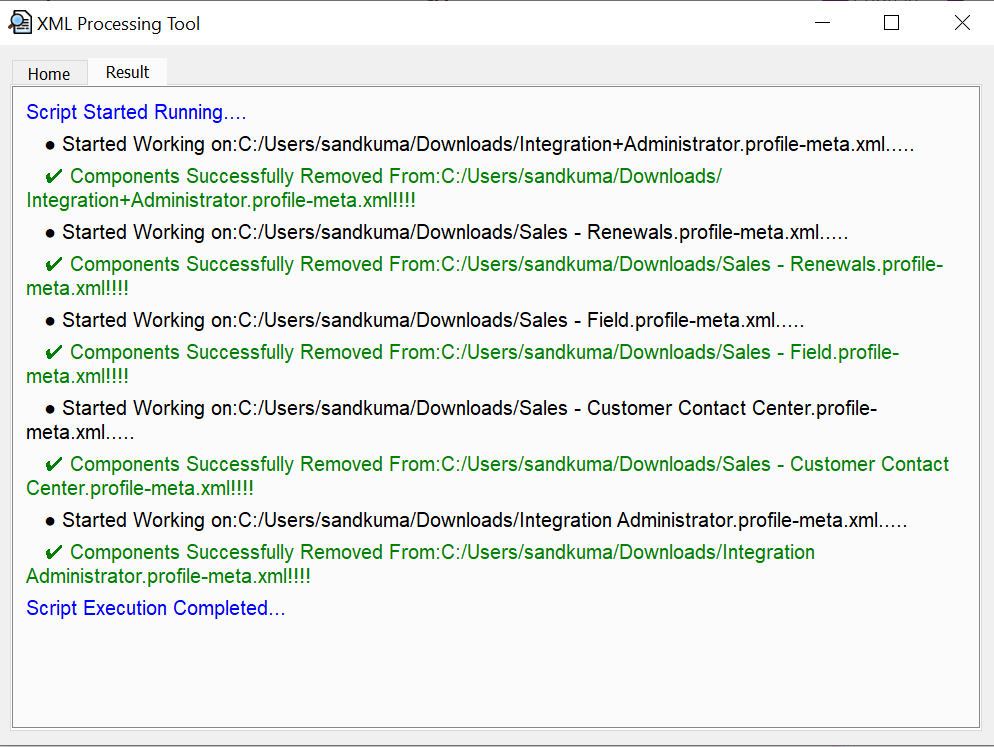 XML Processing Tool
Home Result
Script Started Running....
● Started Working on:C:/Users/sandkuma/Downloads/Integration+Administrator.profile-meta.xml.....
✔ Components Successfully Removed From:C:/Users/sandkuma/Downloads/
Integration+Administrator.profile-meta.xml!!!!
● Started Working on:C:/Users/sandkuma/Downloads/Sales - Renewals.profile-meta.xml.....
✔ Components Successfully Removed From:C:/Users/sandkuma/Downloads/Sales - Renewals.profile-
meta.xml!!!!
● Started Working on:C:/Users/sandkuma/Downloads/Sales - Field.profile-meta.xml.....
✔ Components Successfully Removed From:C:/Users/sandkuma/Downloads/Sales - Field.profile-
meta.xml!!!!
● Started Working on:C:/Users/sandkuma/Downloads/Sales - Customer Contact Center.profile-
meta.xml.....
✔ Components Successfully Removed From:C:/Users/sandkuma/Downloads/Sales - Customer Contact
Center.profile-meta.xml!!!!
● Started Working on:C:/Users/sandkuma/Downloads/Integration Administrator.profile-meta.xml.....
✔ Components Successfully Removed From:C:/Users/sandkuma/Downloads/Integration
Administrator.profile-meta.xml!!!!
Script Execution Completed...